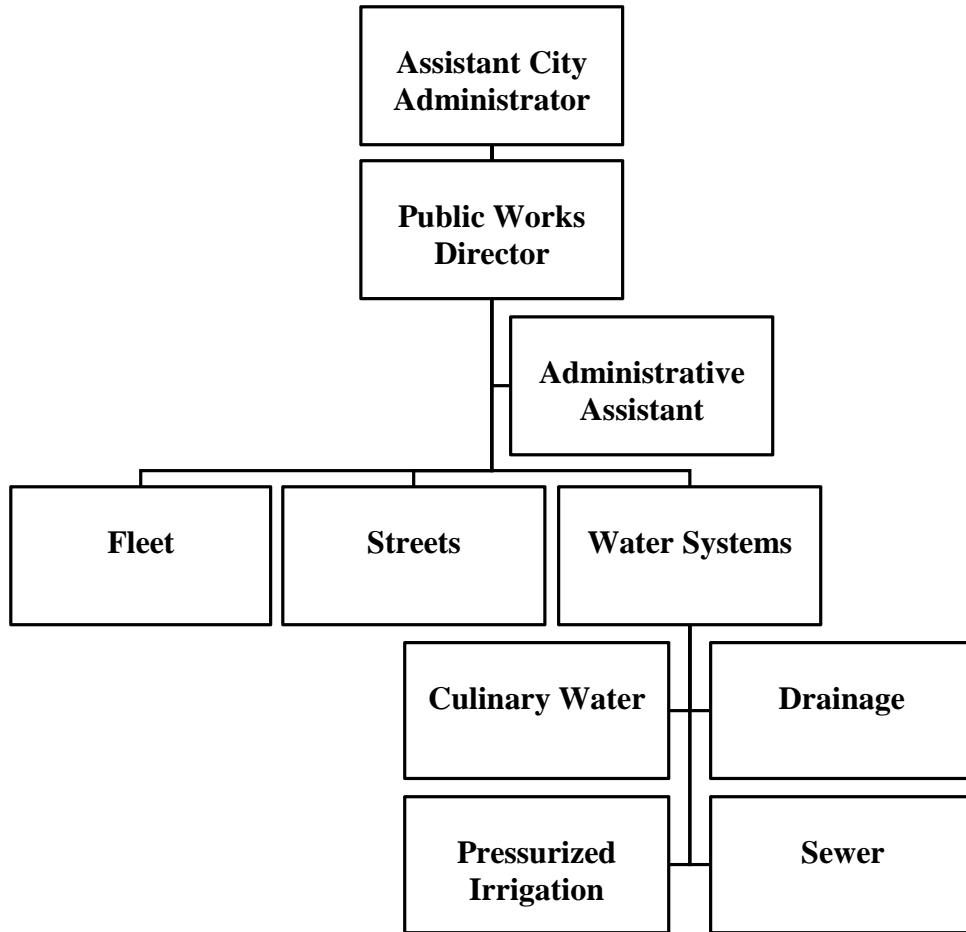 Assistant City
Administrator
Public Works
Director
Administrative
Assistant
Fleet
Streets
Water Systems
Culinary Water
Drainage
Pressurized
Irrigation
Sewer